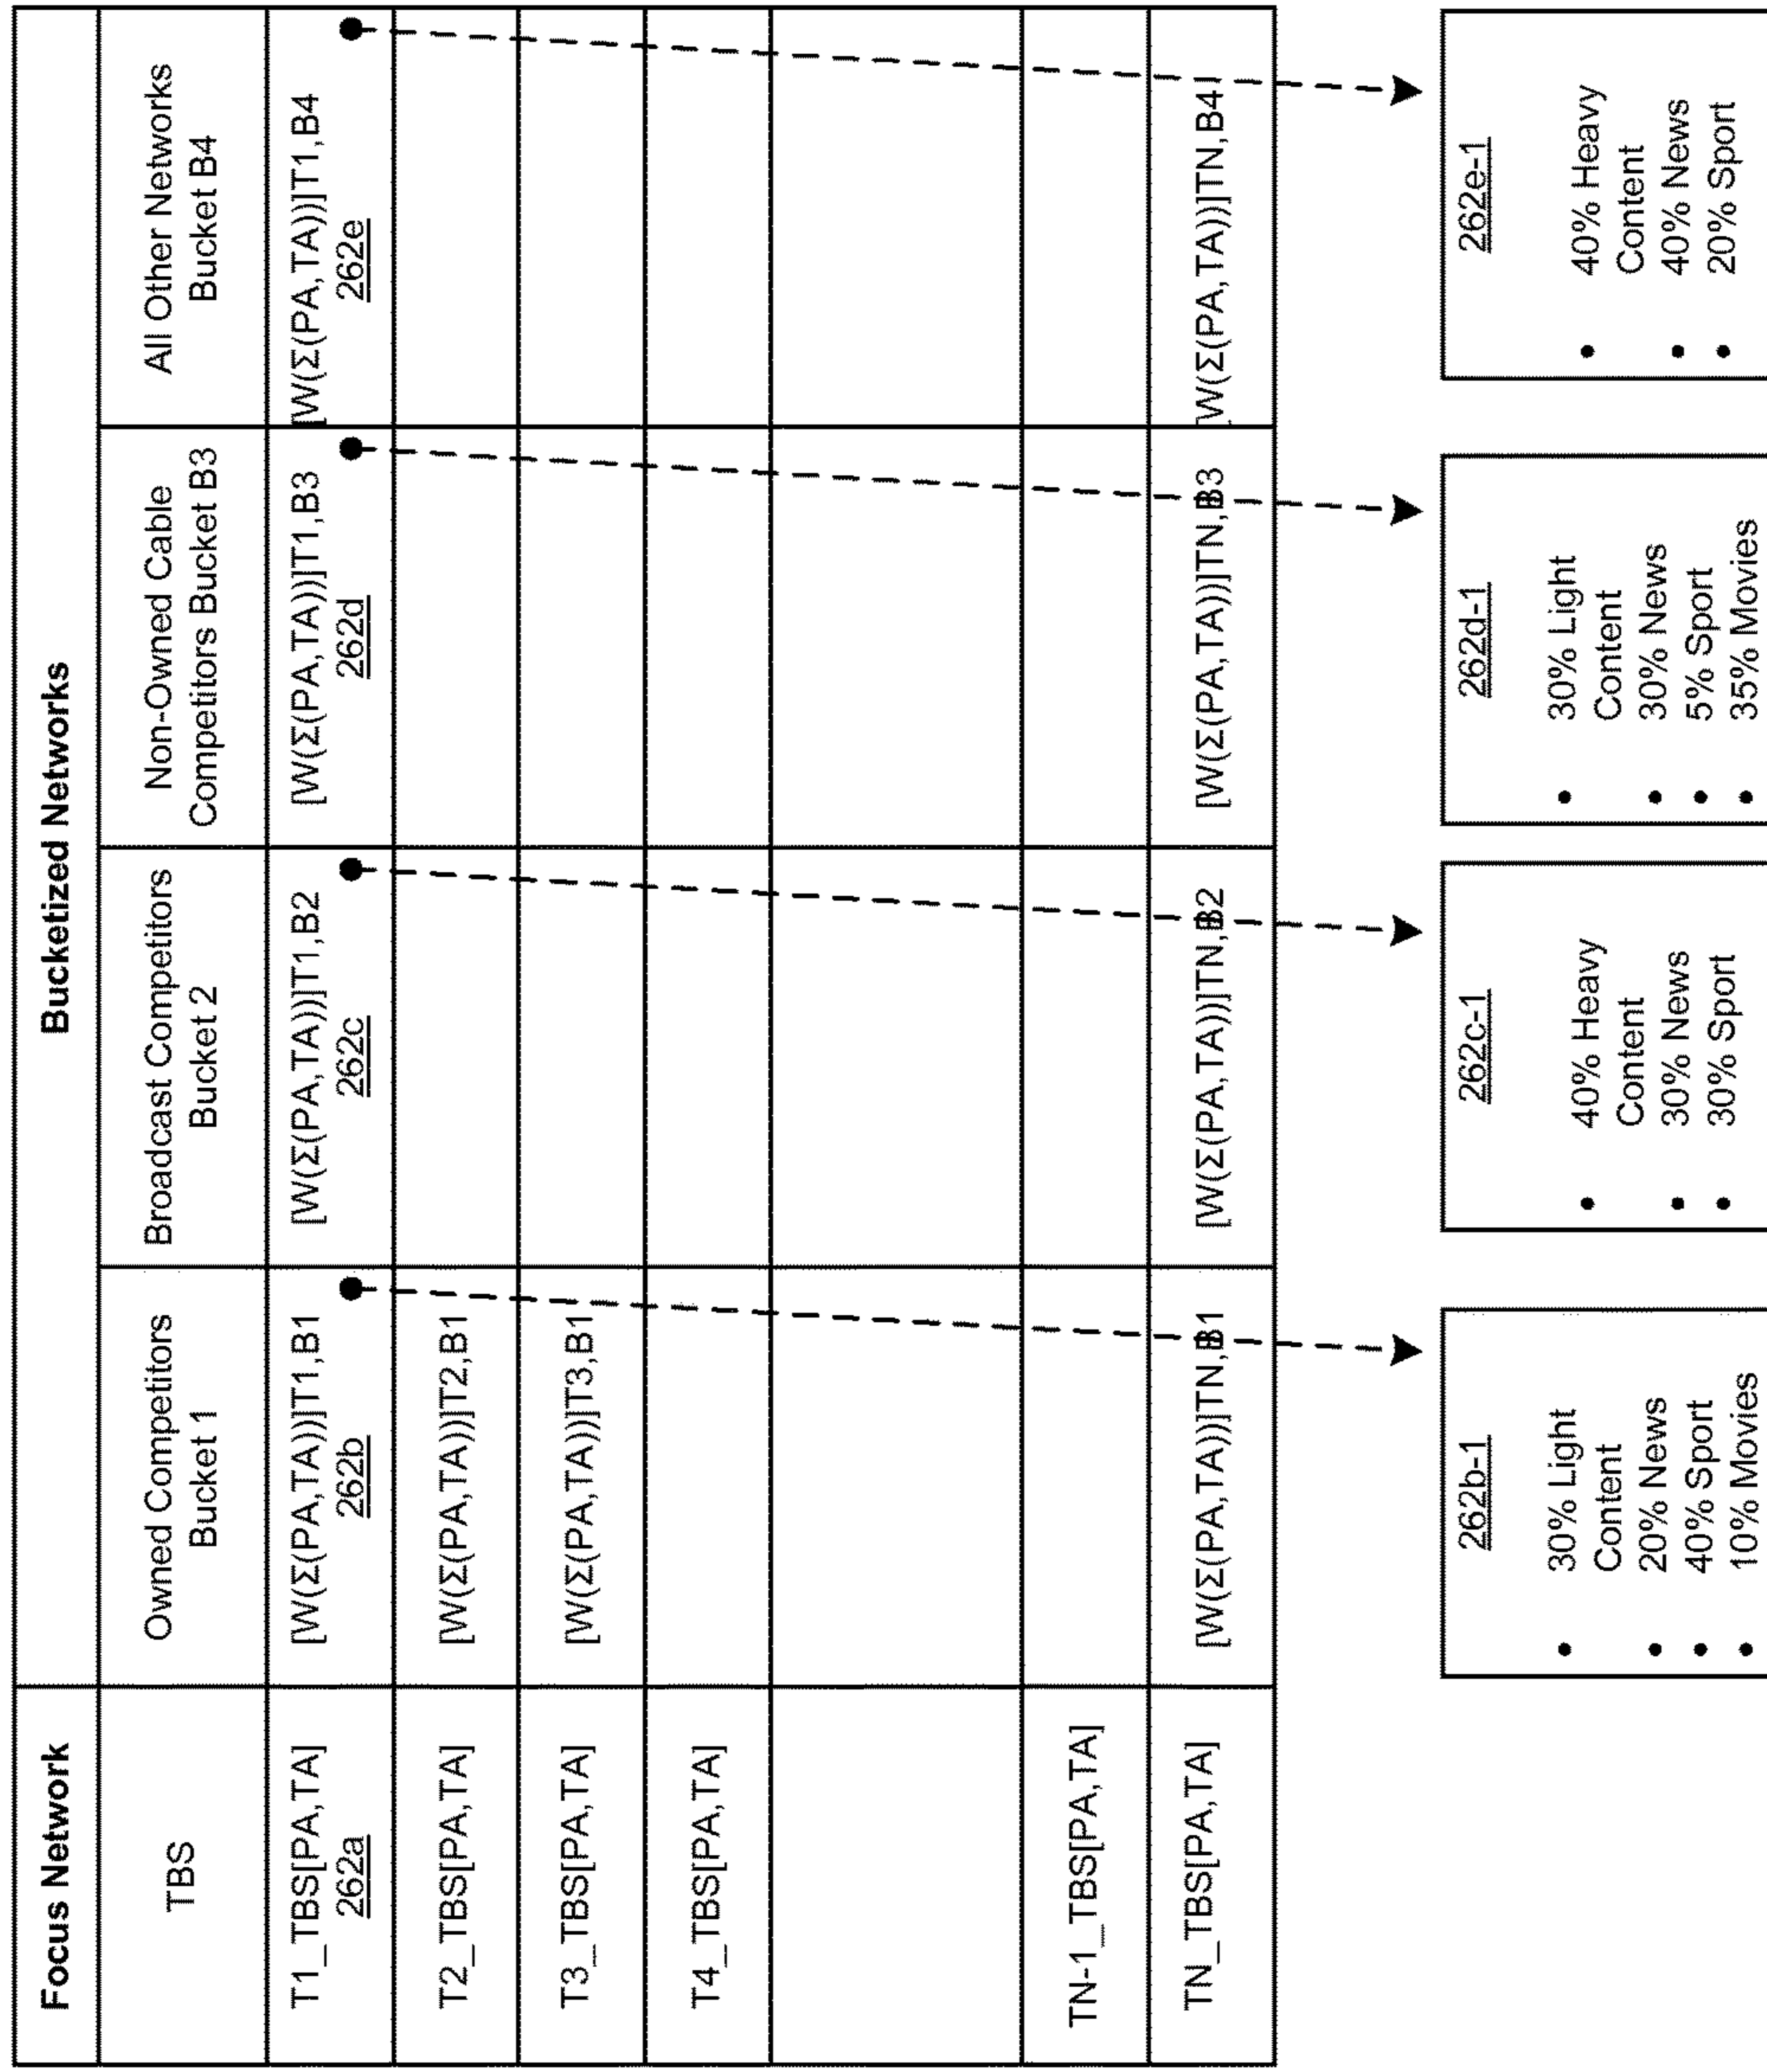 Focus Network
Bucketized Networks
TBS
Owned Competitors
Bucket 1
Broadcast Competitors
Bucket 2
Non-Owned Cable
Competitors Bucket B3
All Other Networks
Bucket B4
T1_TBS[PA,TA]
262a
[W(Σ(PA,TA))]T1,B1
262b
[W(Σ(PA,TA))]T1,B2
262c
[W(Σ(PA,TA))]T1,B3
262d
[W(Σ(PA,TA))]T1,B4
262e
T2_TBS[PA,TA]
[W(Σ(PA,TA))]T2,B1
T3_TBS[PA,TA]
[W(Σ(PA,TA))]T3,B1
T4_TBS[PA,TA]
TN-1_TBS[PA,TA]
TN_TBS[PA,TA]
[W(Σ(PA,TA))]TN,B1
[W(Σ(PA,TA))]TN,B2
[W(Σ(PA,TA))]TN,B3
[W(Σ(PA,TA))]TN,B4
262b-1
• 30% Light
Content
• 20% News
• 40% Sport
• 10% Movies
262c-1
• 40% Heavy
Content
• 30% News
• 30% Sport
262d-1
• 30% Light
Content
• 30% News
• 5% Sport
• 35% Movies
262e-1
• 40% Heavy
Content
• 40% News
• 20% Sport